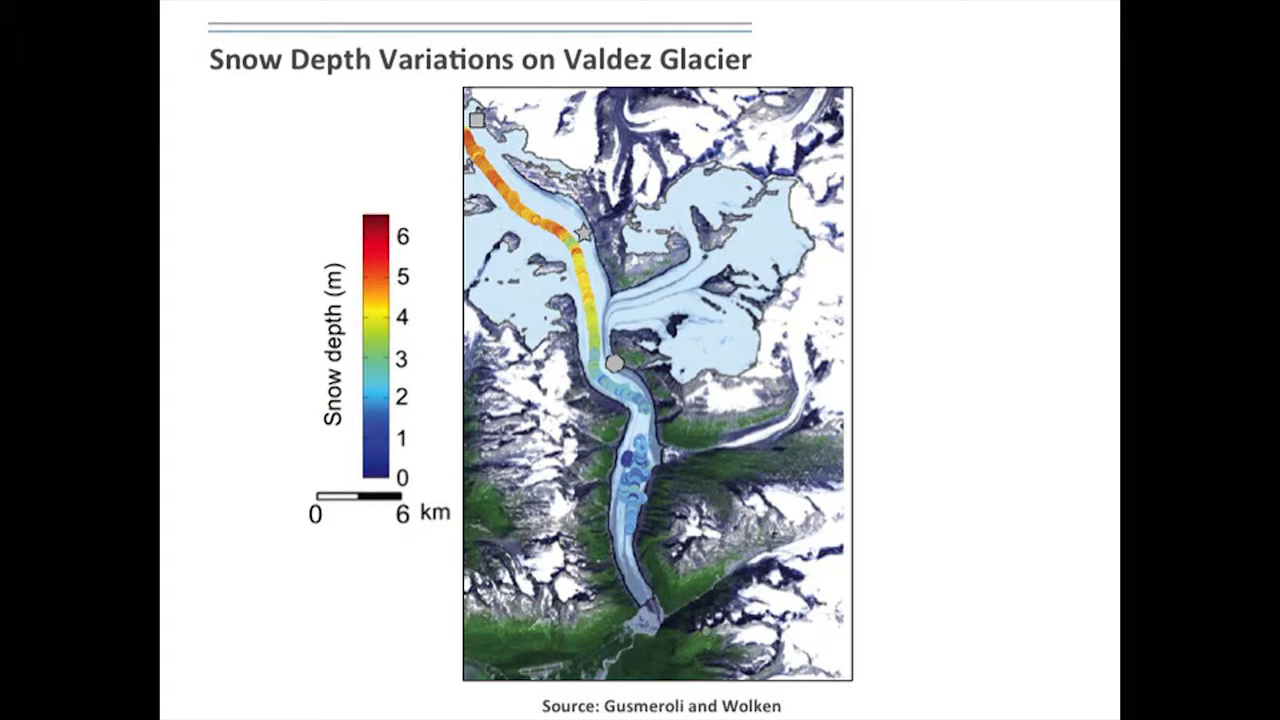 Snow Depth Variations on Valdez Glacier
Snow depth (m)
6
5
4
3
2
1
0
0 6 km
Source: Gusmeroli and Wolken